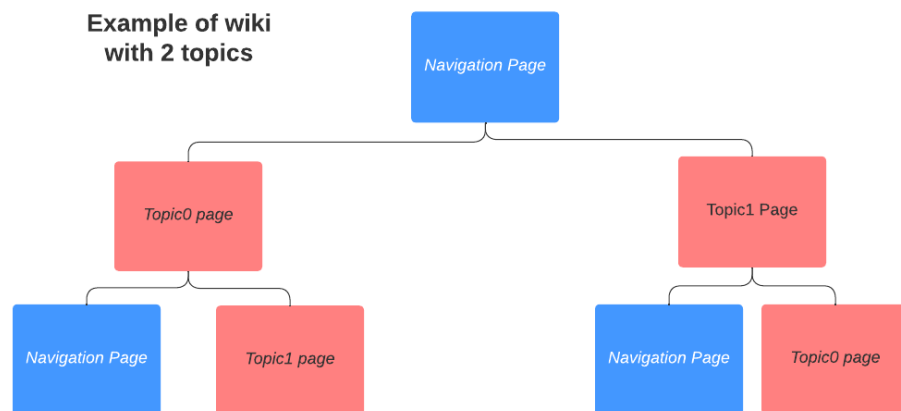 Example of wiki
with 2 topics
Navigation Page
Topic0 page
Topic1 Page
Navigation Page
Topic1 page
Navigation Page
Topic0 page